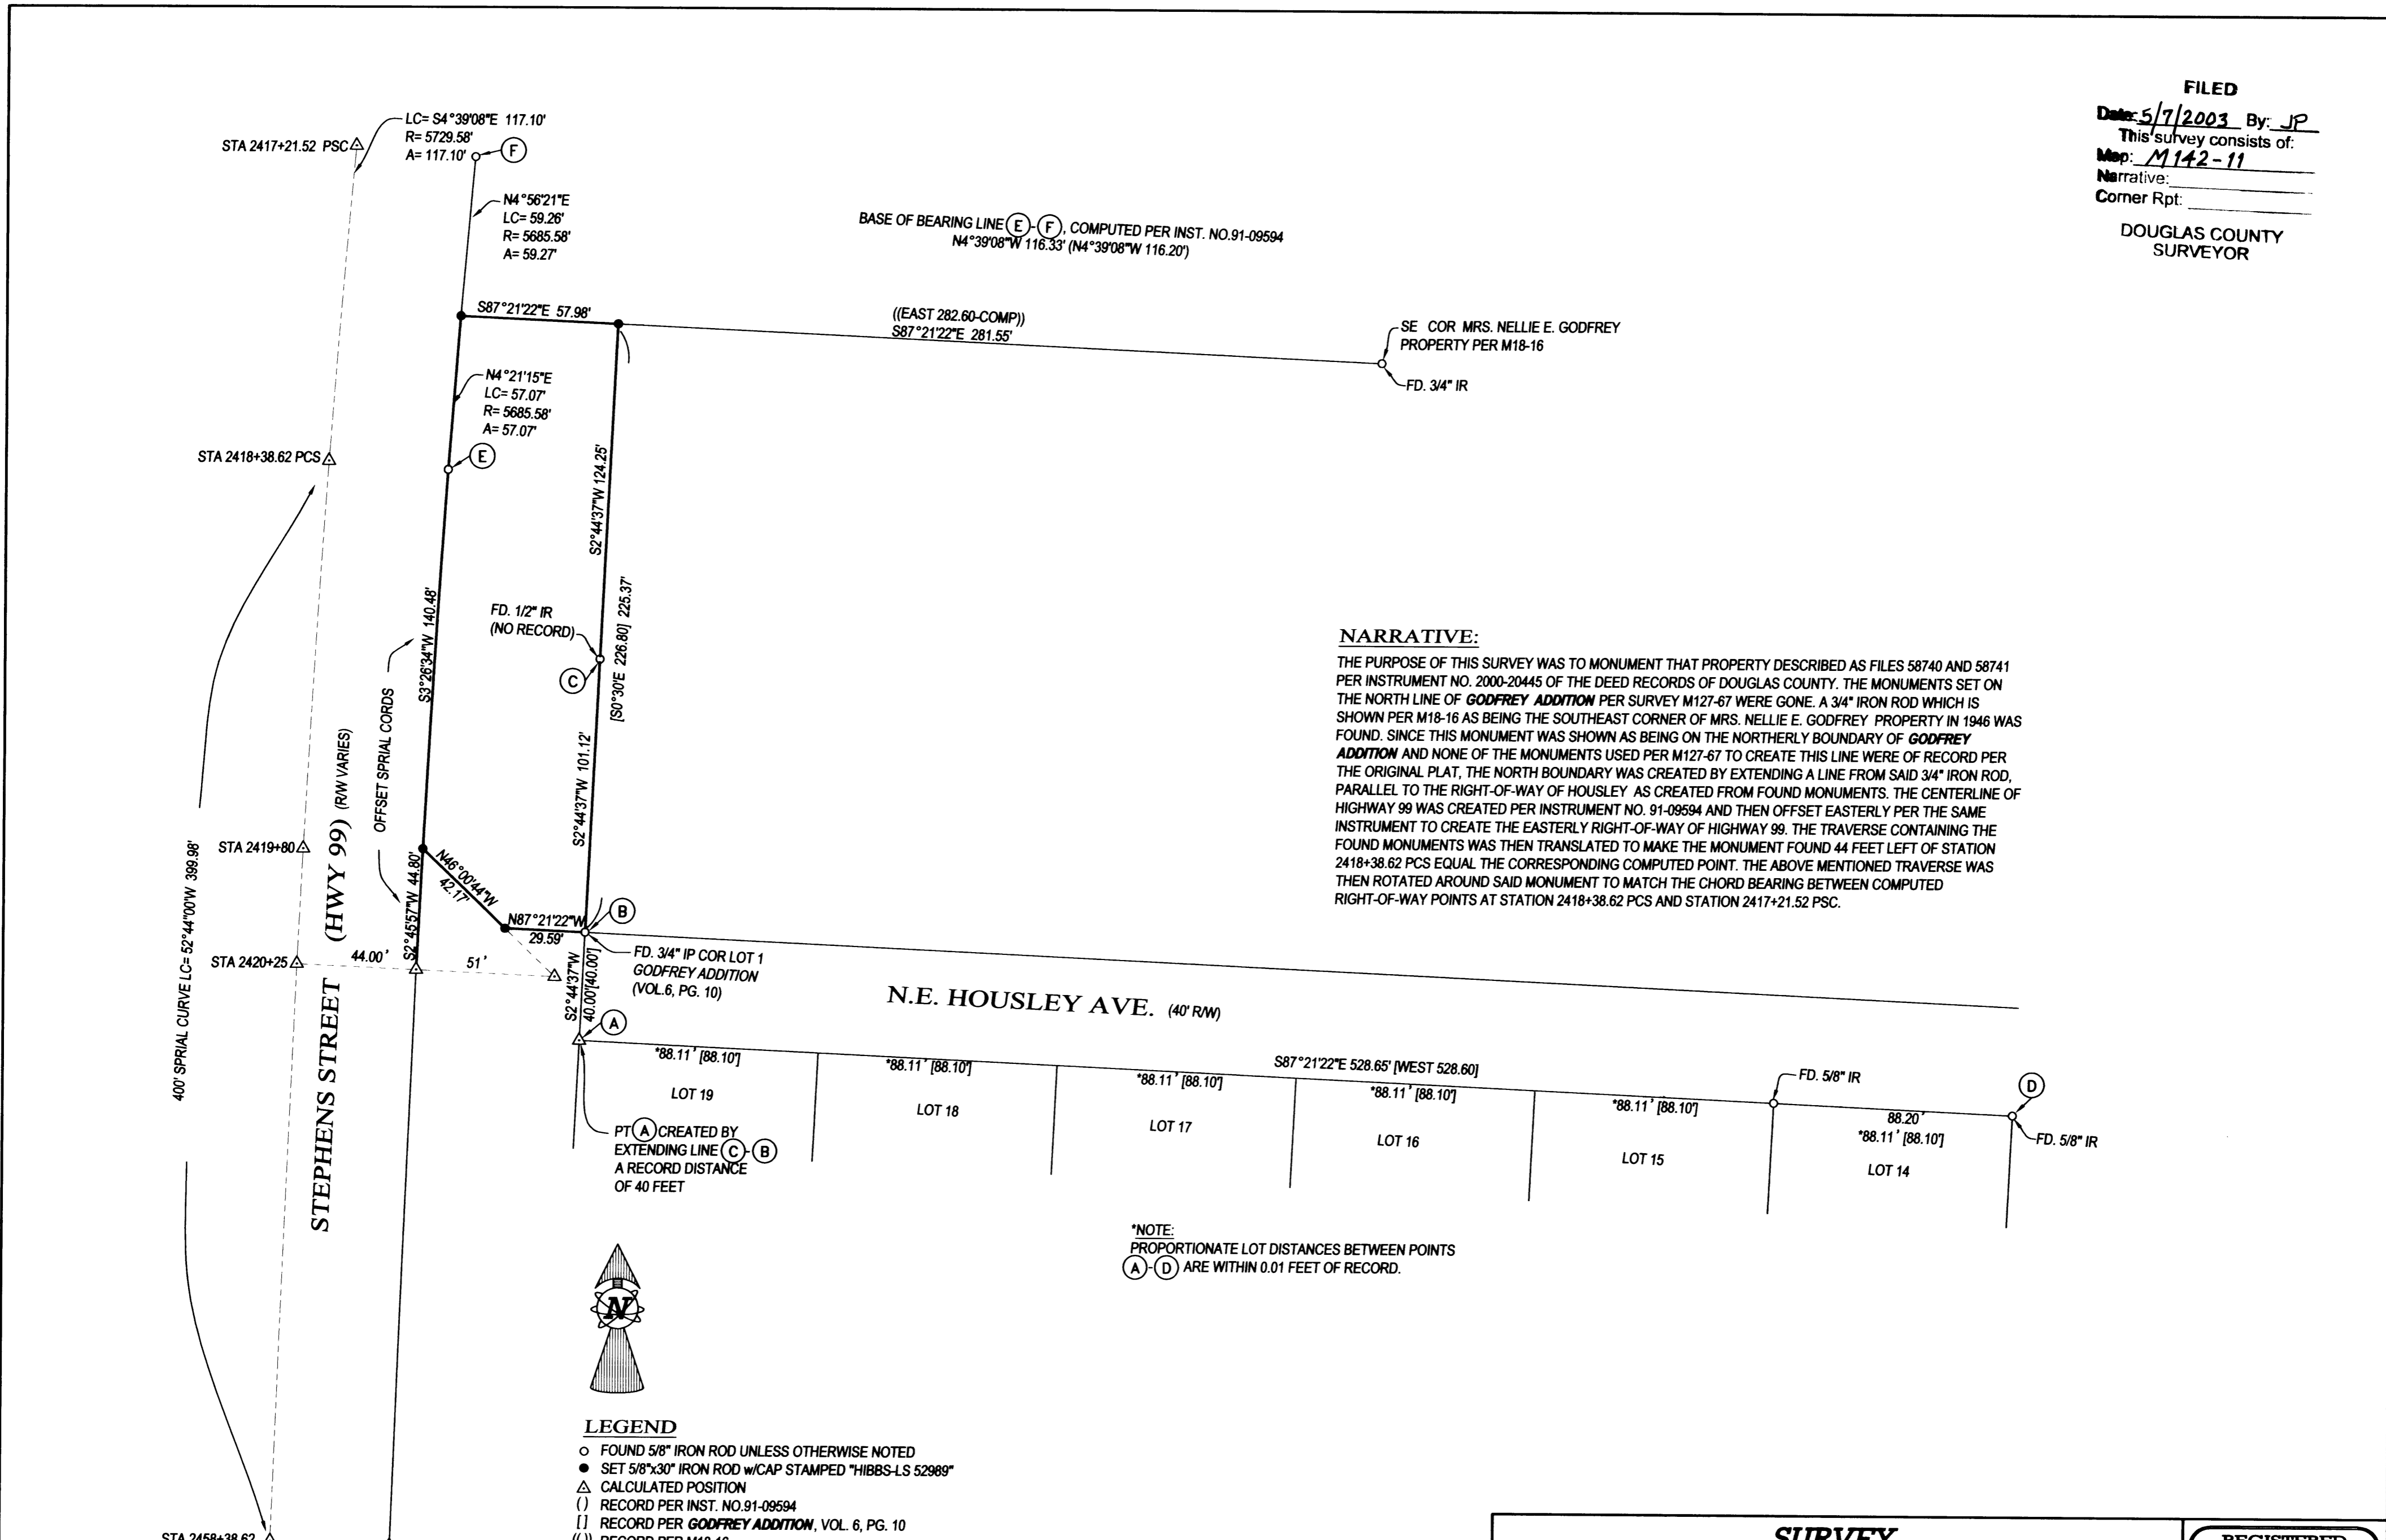 FILED
Date: 5/7/2003 By: JP
This survey consists of:
Map: M142-11
Narrative:
Corner Rpt:
DOUGLAS COUNTY
SURVEYOR
LC= S4°39'08"E 117.10'
R= 5729.58'
A= 117.10'
STA 2417+21.52 PSC
F
N4°56'21"E
LC= 59.26'
R= 5685.58'
A= 59.27'
BASE OF BEARING LINE E-F, COMPUTED PER INST. NO.91-09594
N4°39'08"W 116.33' (N4°39'08"W 116.20')
S87°21'22"E 57.98'
((EAST 282.60-COMP))
S87°21'22"E 281.55'
SE COR MRS. NELLIE E. GODFREY
PROPERTY PER M18-16
FD. 3/4" IR
N4°21'15"E
LC= 57.07'
R= 5685.58'
A= 57.07'
E
STA 2418+38.62 PCS
S2°44'37"W 124.25'
[S0°30'E 226.80] 225.37'
S3°26'34"W 140.48'
OFFSET SPRIAL CORDS
FD. 1/2" IR
(NO RECORD)
C
S2°44'37"W 101.12'
400' SPRIAL CURVE LC= 52°44'00"W 399.98'
STEPHENS STREET (HWY 99) (R/W VARIES)
STA 2419+80
S2°45'57"W 44.80'
N46°00'44"W
42.17'
N87°21'22"W
29.59'
B
FD. 3/4" IP COR LOT 1
GODFREY ADDITION
(VOL.6, PG. 10)
STA 2420+25
44.00'
51'
S2°44'37"W
40.00'[40.00']
A
N.E. HOUSLEY AVE. (40' R/W)
NARRATIVE:
THE PURPOSE OF THIS SURVEY WAS TO MONUMENT THAT PROPERTY DESCRIBED AS FILES 58740 AND 58741
PER INSTRUMENT NO. 2000-20445 OF THE DEED RECORDS OF DOUGLAS COUNTY. THE MONUMENTS SET ON
THE NORTH LINE OF GODFREY ADDITION PER SURVEY M127-67 WERE GONE. A 3/4" IRON ROD WHICH IS
SHOWN PER M18-16 AS BEING THE SOUTHEAST CORNER OF MRS. NELLIE E. GODFREY PROPERTY IN 1946 WAS
FOUND. SINCE THIS MONUMENT WAS SHOWN AS BEING ON THE NORTHERLY BOUNDARY OF GODFREY
ADDITION AND NONE OF THE MONUMENTS USED PER M127-67 TO CREATE THIS LINE WERE OF RECORD PER
THE ORIGINAL PLAT, THE NORTH BOUNDARY WAS CREATED BY EXTENDING A LINE FROM SAID 3/4" IRON ROD,
PARALLEL TO THE RIGHT-OF-WAY OF HOUSLEY AS CREATED FROM FOUND MONUMENTS. THE CENTERLINE OF
HIGHWAY 99 WAS CREATED PER INSTRUMENT NO. 91-09594 AND THEN OFFSET EASTERLY PER THE SAME
INSTRUMENT TO CREATE THE EASTERLY RIGHT-OF-WAY OF HIGHWAY 99. THE TRAVERSE CONTAINING THE
FOUND MONUMENTS WAS THEN TRANSLATED TO MAKE THE MONUMENT FOUND 44 FEET LEFT OF STATION
2418+38.62 PCS EQUAL THE CORRESPONDING COMPUTED POINT. THE ABOVE MENTIONED TRAVERSE WAS
THEN ROTATED AROUND SAID MONUMENT TO MATCH THE CHORD BEARING BETWEEN COMPUTED
RIGHT-OF-WAY POINTS AT STATION 2418+38.62 PCS AND STATION 2417+21.52 PSC.
*88.11' [88.10']
LOT 19
*88.11' [88.10']
LOT 18
*88.11' [88.10']
LOT 17
S87°21'22"E 528.65' [WEST 528.60]
*88.11' [88.10']
LOT 16
*88.11' [88.10']
LOT 15
FD. 5/8" IR
88.20'
*88.11' [88.10']
LOT 14
D
FD. 5/8" IR
PT A CREATED BY
EXTENDING LINE C-B
A RECORD DISTANCE
OF 40 FEET
*NOTE:
PROPORTIONATE LOT DISTANCES BETWEEN POINTS
A-D ARE WITHIN 0.01 FEET OF RECORD.
N
LEGEND
FOUND 5/8" IRON ROD UNLESS OTHERWISE NOTED
SET 5/8"x30" IRON ROD w/CAP STAMPED "HIBBS-LS 52989"
CALCULATED POSITION
( ) RECORD PER INST. NO.91-09594
[ ] RECORD PER GODFREY ADDITION, VOL. 6, PG. 10
(( )) RECORD PER M18-16
STA 2458+38.62
SURVEY
REGISTERED